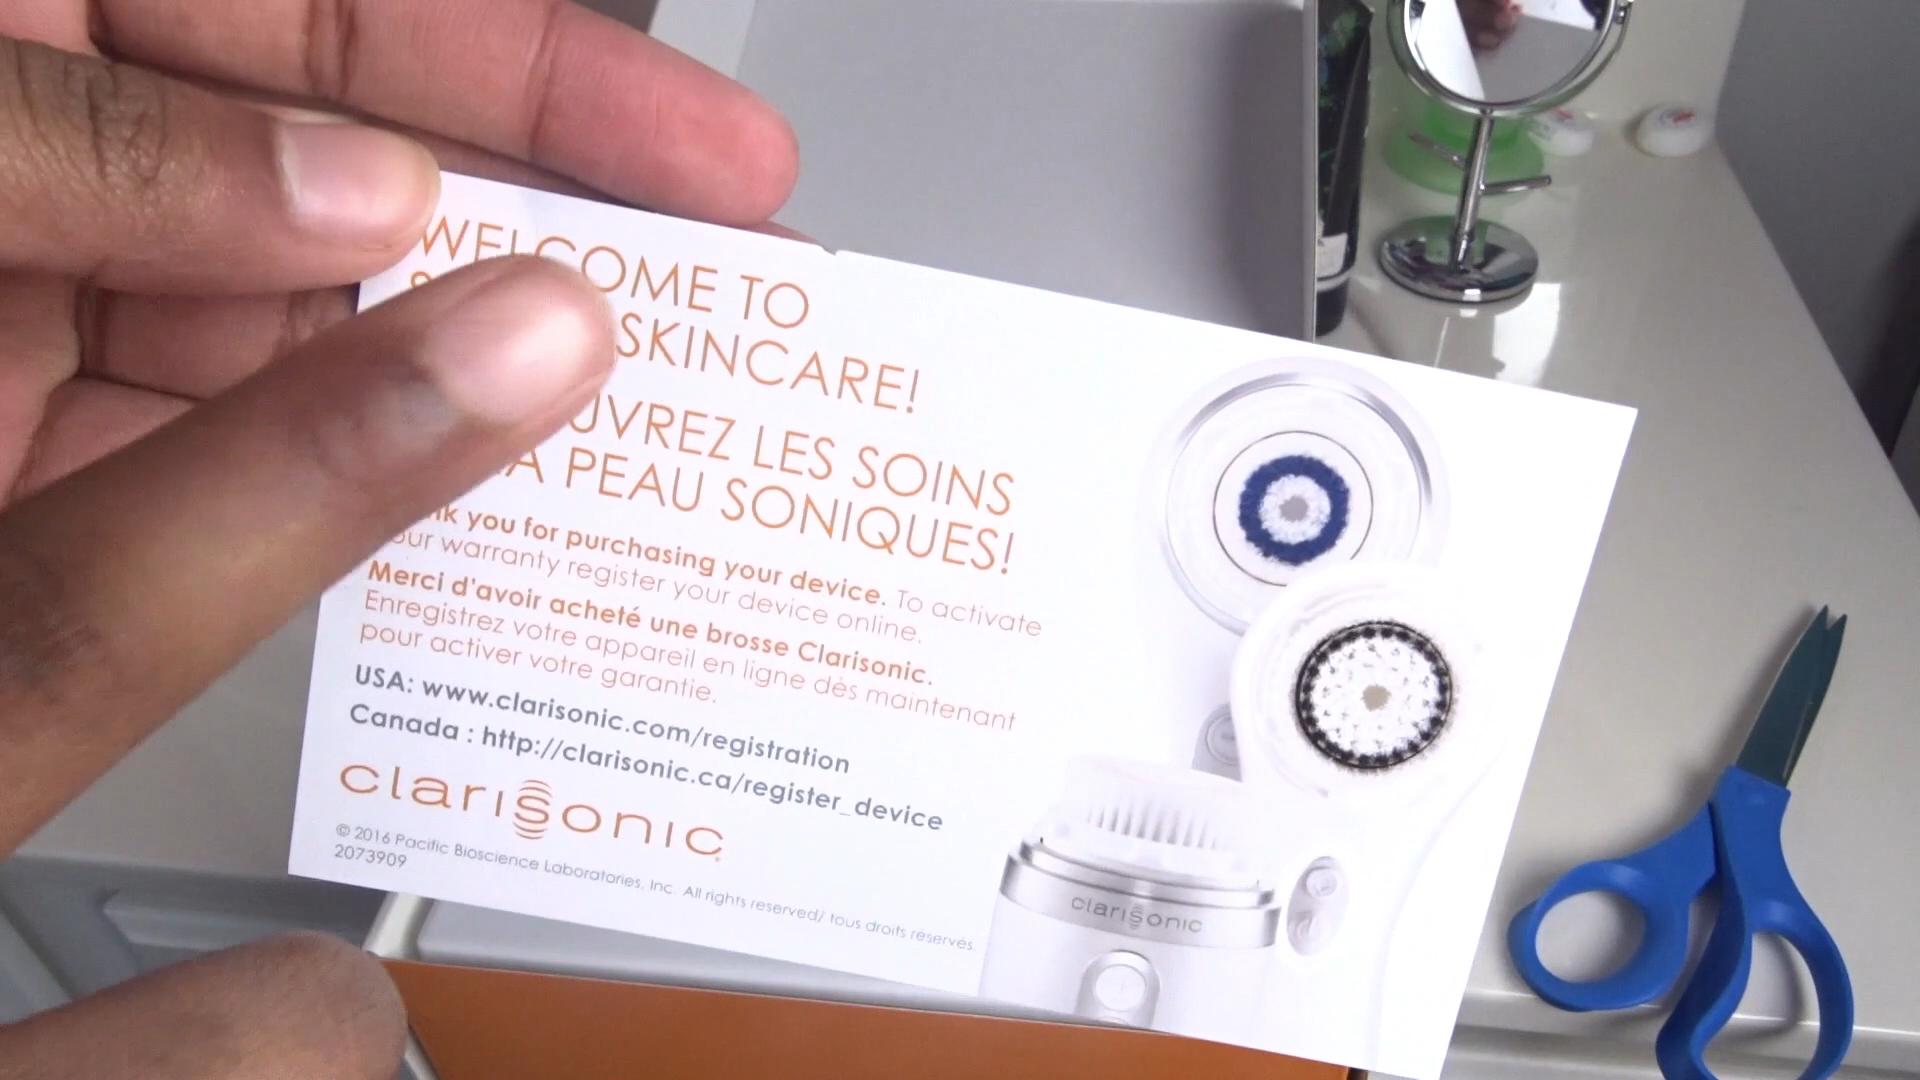 WELCOME TO
SKINCARE!
LES SOINS
PEAU SONIQUES!
you for purchasing your device. To activate
your warranty register your device online.
Merci d'avoir acheté une brosse Clarisonic.
Enregistrez votre appareil en ligne dès maintenant
pour activer votre garantie.
USA: www.clarisonic.com/registration
Canada : http://clarisonic.ca/register_device
clarisonic
© 2016 Pacific Bioscience Laboratories, Inc. All rights reserved/ tous droits reservés.
2073909
clarisonic